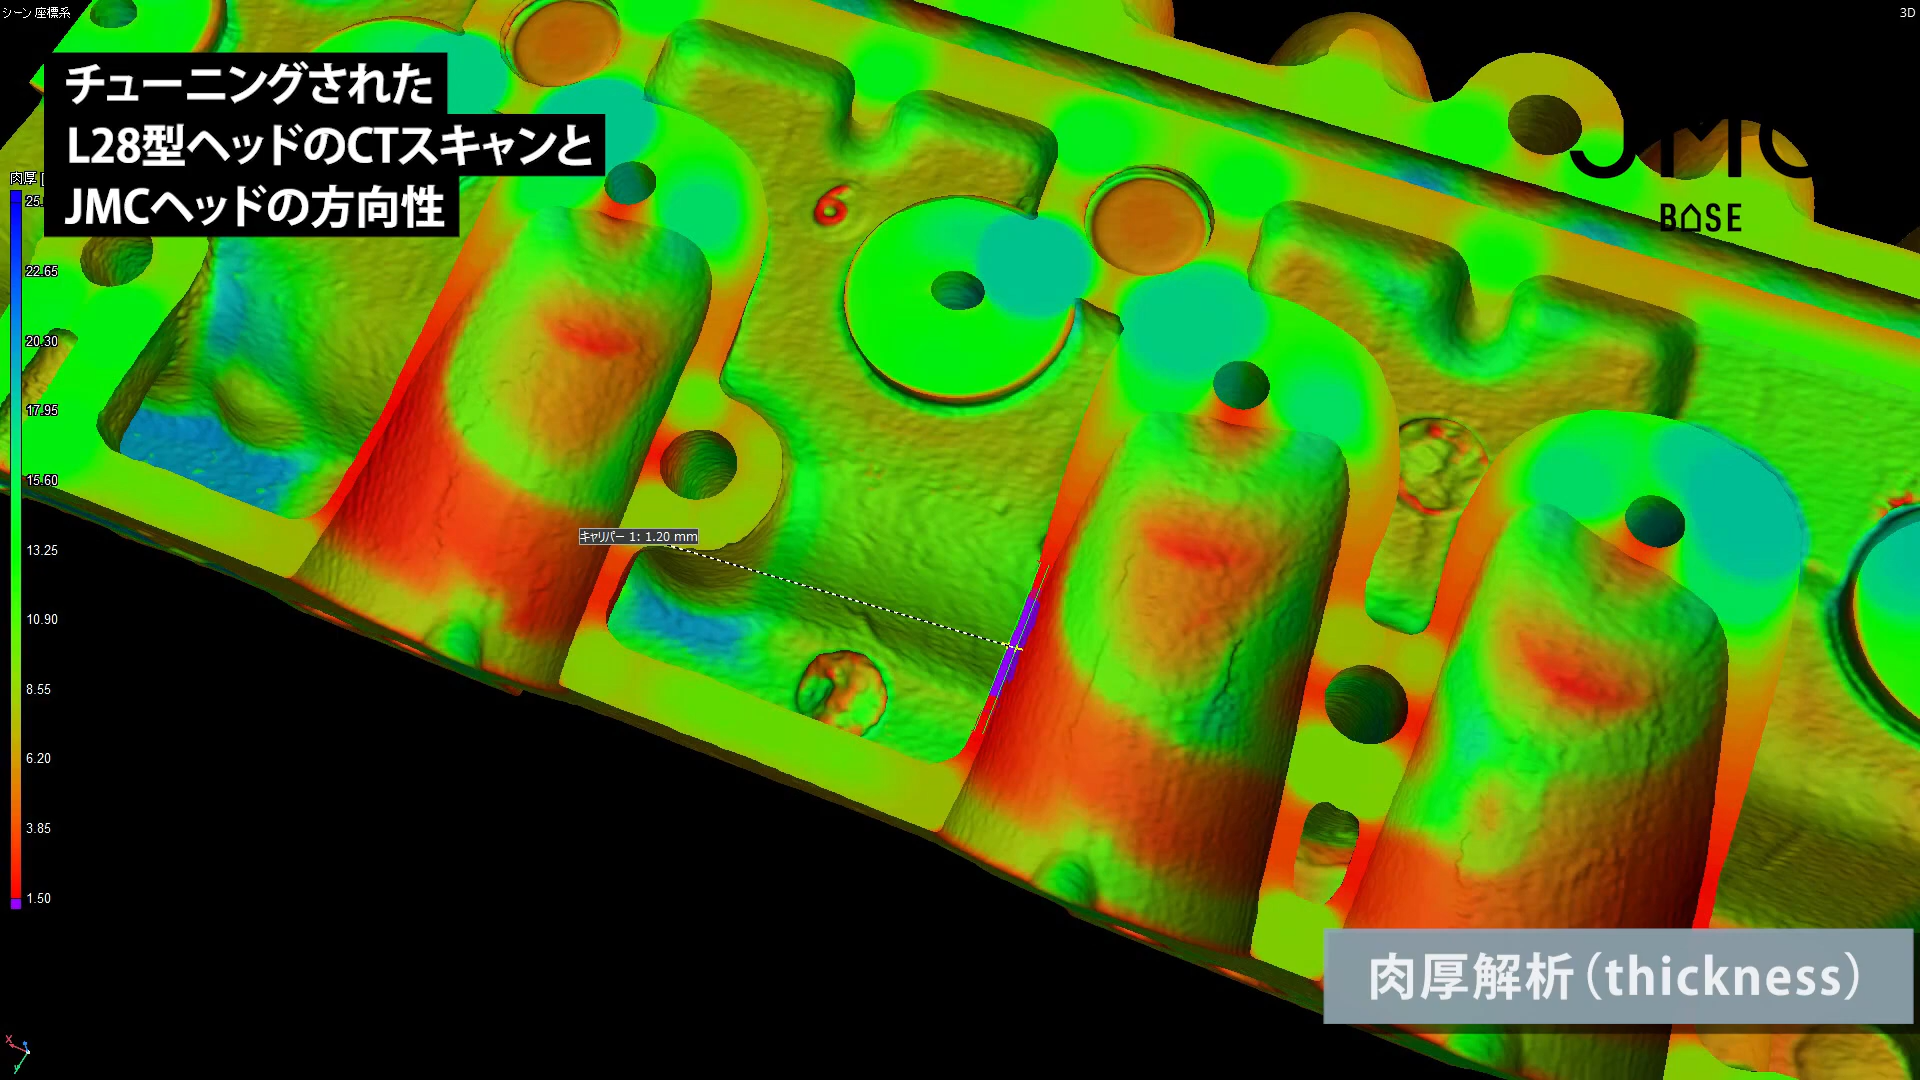 シーン座標系
3D
チューニングされた
L28型ヘッドのCTスキャンと
JMCヘッドの方向性
JMC
BASE
肉厚 [
25.
22.65
20.30
17.95
15.60
13.25
10.90
8.55
6.20
3.85
1.50
6
キャリパー 1: 1.20 mm
肉厚解析（thickness）
X
Y